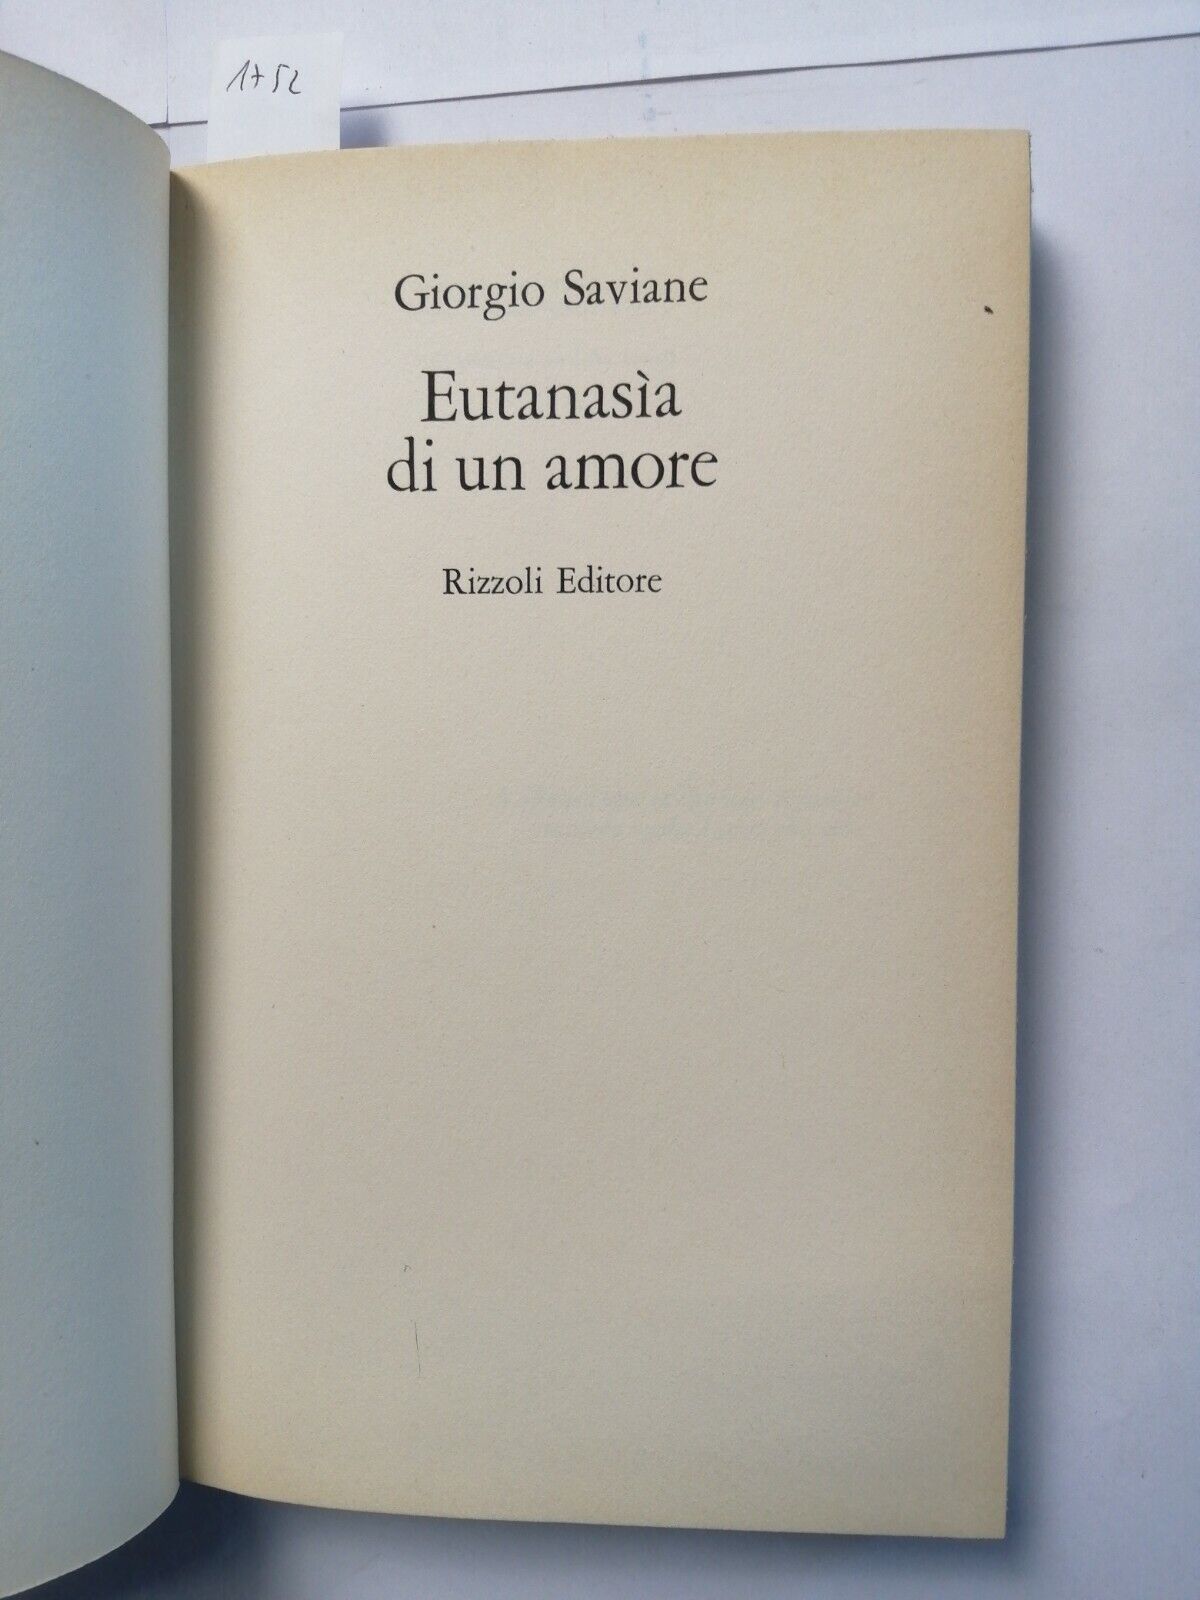 1752
Giorgio Saviane
Eutanasìa
di un amore
Rizzoli Editore